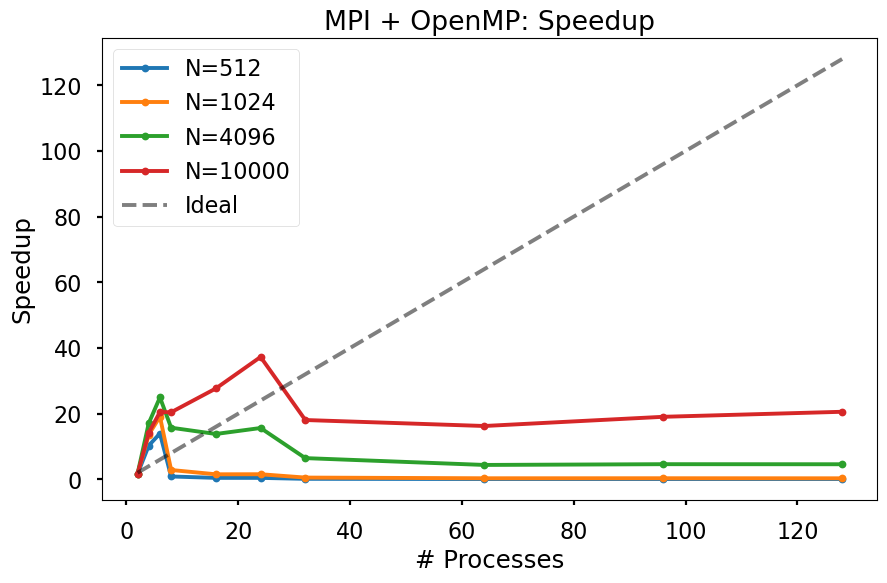 MPI + OpenMP: Speedup
N=512
N=1024
N=4096
N=10000
Ideal
Speedup
120
100
80
60
40
20
0
0 20 40 60 80 100 120
# Processes